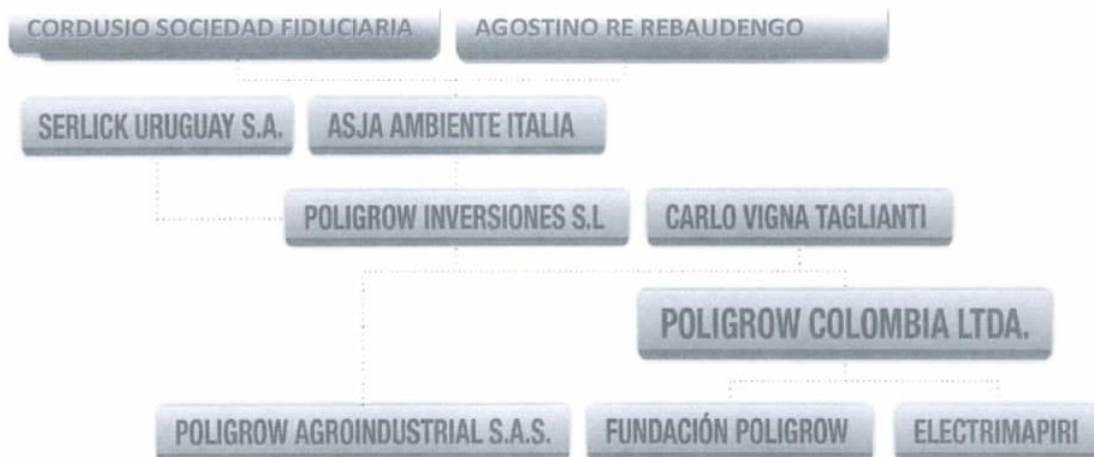 CORDUSIO SOCIEDAD FIDUCIARIA
AGOSTINO RE REBAUDENGO
SERLICK URUGUAY S.A.
ASJA AMBIENTE ITALIA
POLIGROW INVERSIONES S.L
CARLO VIGNA TAGLIANTI
POLIGROW COLOMBIA LTDA.
POLIGROW AGROINDUSTRIAL S.A.S.
FUNDACIÓN POLIGROW
ELECTRIMAPIRI